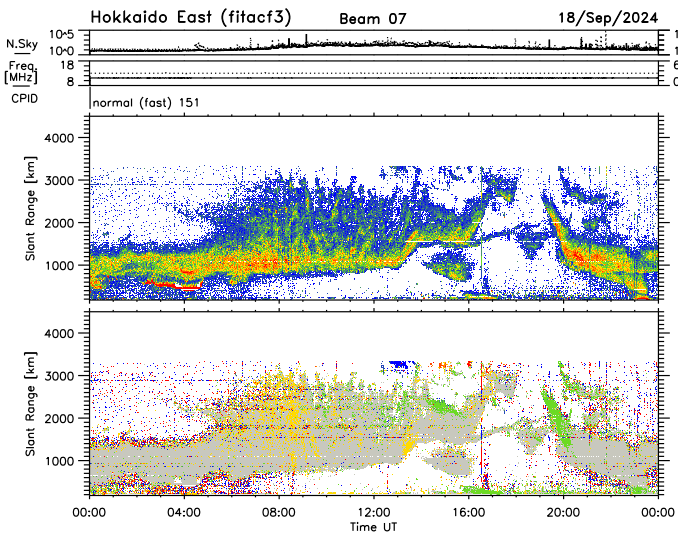 Hokkaido East (fitacf3) Beam 07 18/Sep/2024
N.Sky 10^5 10^0
Freq. [MHz] 18 8
CPID normal (fast) 151
Slant Range [km] 4000 3000 2000 1000
Slant Range [km] 4000 3000 2000 1000
00:00 04:00 08:00 12:00 16:00 20:00 00:00
Time UT